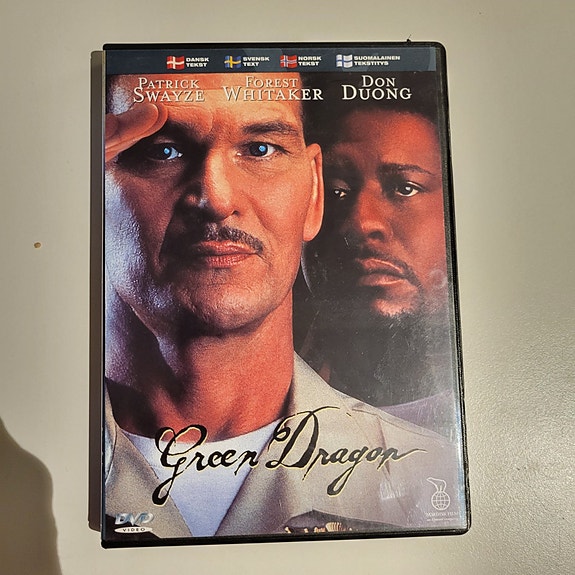 DANSK TEKST
SVENSK TEXT
NORSK TEKST
SUOMALAINEN TEKSTITYS
PATRICK SWAYZE
FOREST WHITAKER
DON DUONG
Green Dragon
DVD
VIDEO